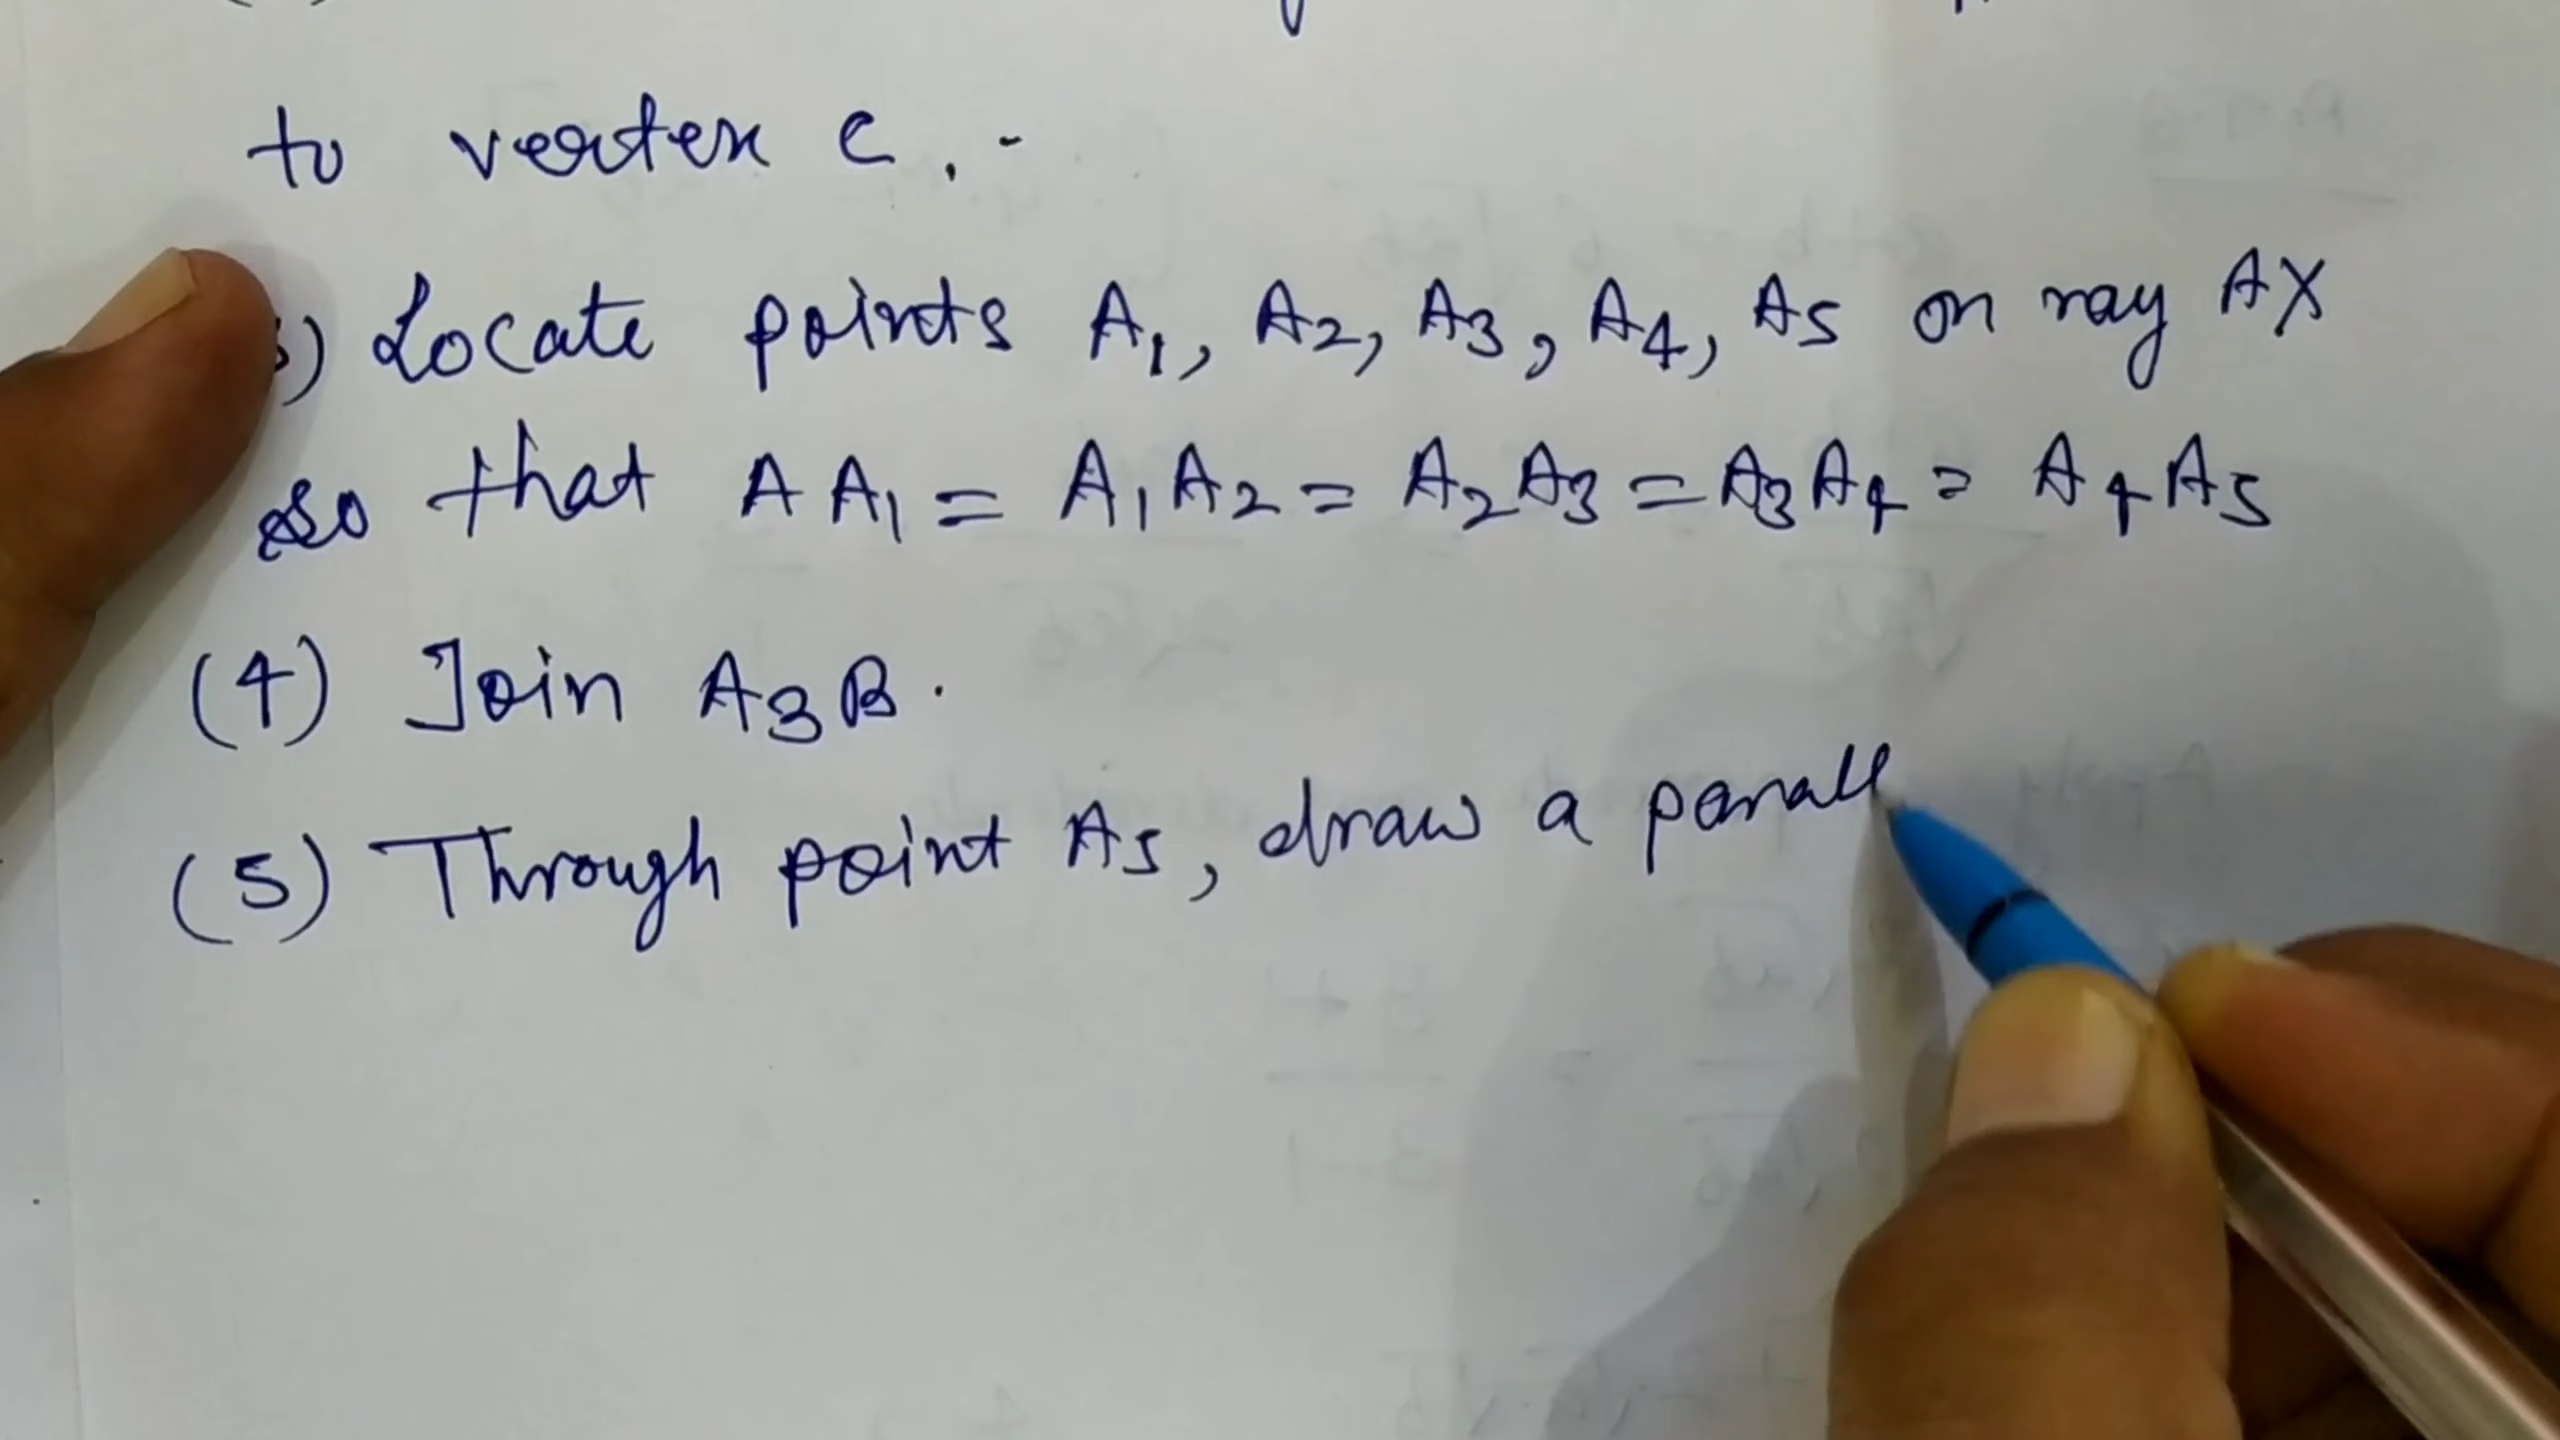 to vertex C.
3) Locate points A1, A2, A3, A4, A5 on ray AX
so that AA1 = A1A2 = A2A3 = A3A4 = A4A5
(4) Join A3B.
(5) Through point A5, draw a parall